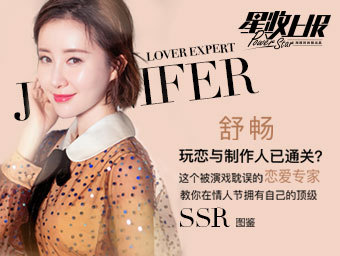 星收日报
Power Star
LOVER EXPERT
J IFER
舒畅
玩恋与制作人已通关?
这个被演戏耽误的恋爱专家
教你在情人节拥有自己的顶级
SSR 图鉴